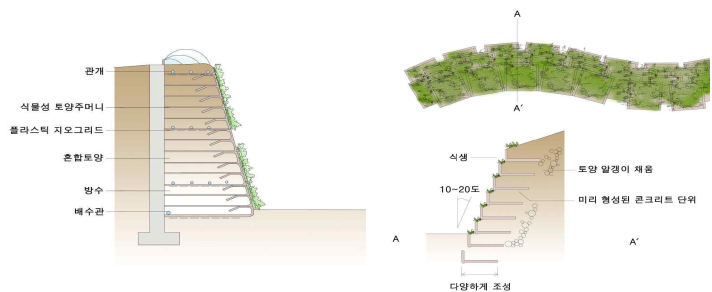 관개
식물성 토양주머니
플라스틱 지오그리드
혼합토양
방수
배수관
A
A′
식생
토양 알갱이 채움
10~20도
미리 형성된 콘크리트 단위
A
A′
다양하게 조성